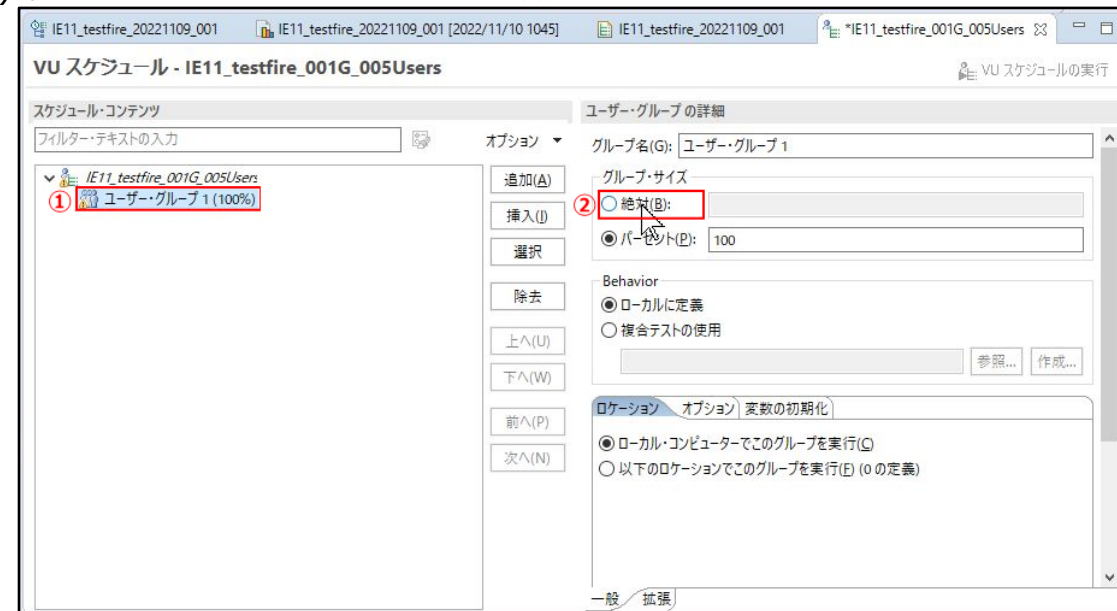 IE11_testfire_20221109_001
IE11_testfire_20221109_001 [2022/11/10 1045]
IE11_testfire_20221109_001
*IE11_testfire_001G_005Users
VU スケジュール - IE11_testfire_001G_005Users
VU スケジュールの実行
スケジュール・コンテンツ
フィルター・テキストの入力
オプション
IE11_testfire_001G_005Users
① ユーザー・グループ 1 (100%)
追加(A)
挿入(I)
選択
除去
上へ(U)
下へ(W)
前へ(P)
次へ(N)
ユーザー・グループ の詳細
グループ名(G): ユーザー・グループ 1
グループ・サイズ
② 絶対(B):
パーセント(P): 100
Behavior
ローカルに定義
複合テストの使用
参照... 作成...
ロケーション オプション 変数の初期化
ローカル・コンピューターでこのグループを実行(C)
以下のロケーションでこのグループを実行(F) (0 の定義)
一般 拡張